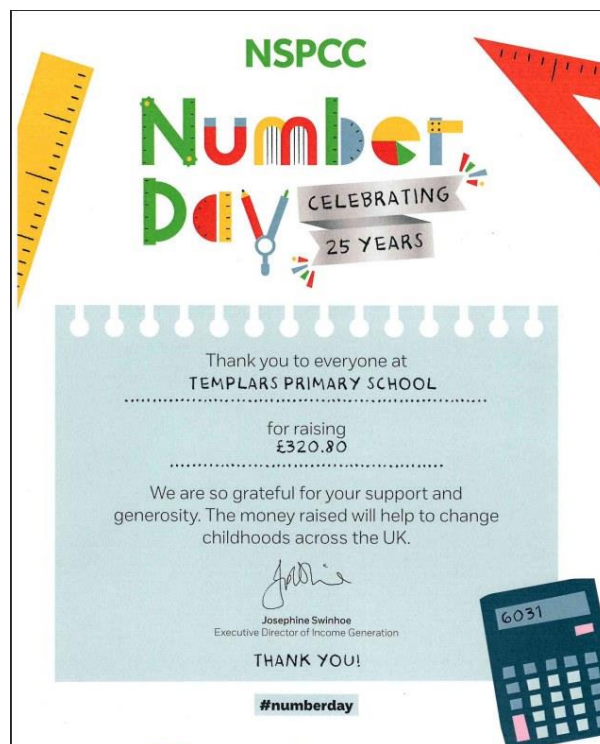 NSPCC
Number
Day
CELEBRATING
25 YEARS
Thank you to everyone at
TEMPLARS PRIMARY SCHOOL
for raising
£320.80
We are so grateful for your support and
generosity. The money raised will help to change
childhoods across the UK.
Josephine Swinhoe
Executive Director of Income Generation
THANK YOU!
6031
#numberday